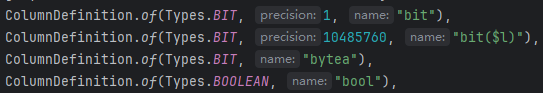 ColumnDefinition.of(Types.BIT, precision: 1, name: "bit"),
ColumnDefinition.of(Types.BIT, precision: 10485760, name: "bit($l)"),
ColumnDefinition.of(Types.BIT, name: "bytea"),
ColumnDefinition.of(Types.BOOLEAN, name: "bool"),